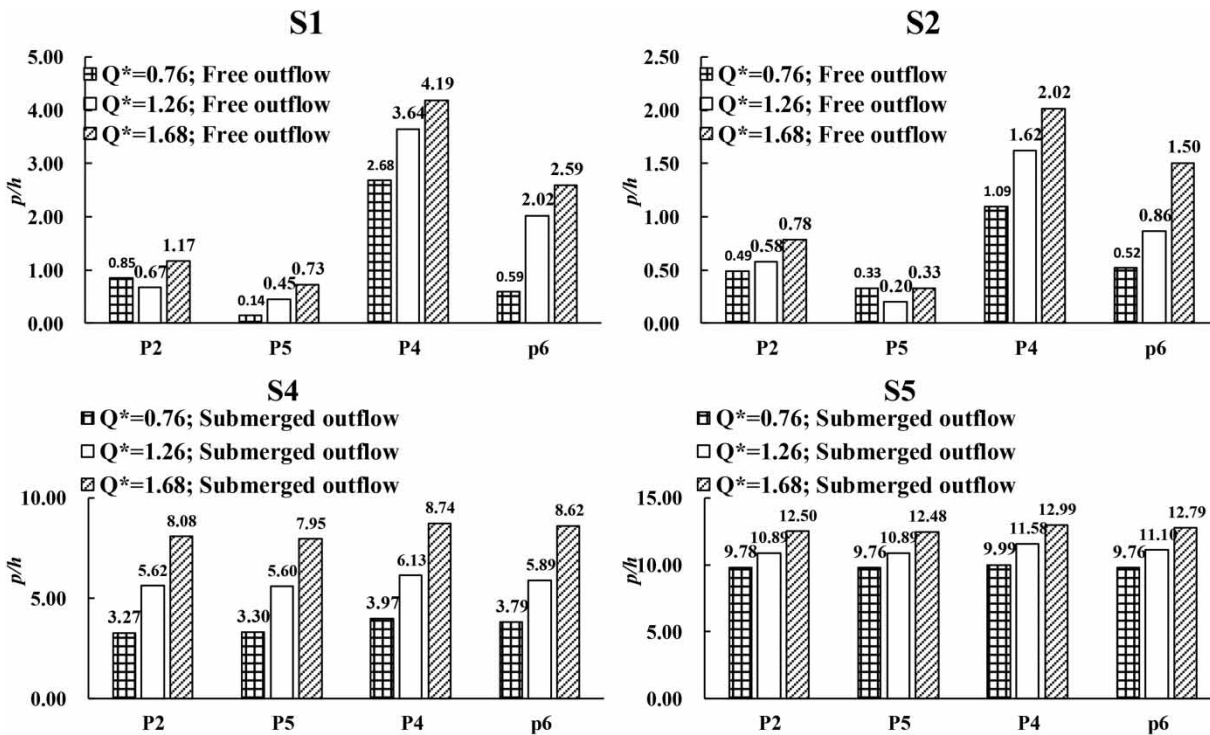 S1
5.00
4.00
3.00
2.00
1.00
0.00
p/h
Q*=0.76; Free outflow
Q*=1.26; Free outflow
Q*=1.68; Free outflow
0.85
0.67
1.17
0.14
0.45
0.73
2.68
3.64
4.19
0.59
2.02
2.59
P2
P5
P4
p6
S2
2.50
2.00
1.50
1.00
0.50
0.00
p/h
Q*=0.76; Free outflow
Q*=1.26; Free outflow
Q*=1.68; Free outflow
0.49
0.58
0.78
0.33
0.20
0.33
1.09
1.62
2.02
0.52
0.86
1.50
P2
P5
P4
p6
S4
Q*=0.76; Submerged outflow
Q*=1.26; Submerged outflow
Q*=1.68; Submerged outflow
10.00
5.00
0.00
p/h
3.27
5.62
8.08
3.30
5.60
7.95
3.97
6.13
8.74
3.79
5.89
8.62
P2
P5
P4
p6
S5
Q*=0.76; Submerged outflow
Q*=1.26; Submerged outflow
Q*=1.68; Submerged outflow
15.00
10.00
5.00
0.00
p/h
9.78
10.89
12.50
9.76
10.89
12.48
9.99
11.58
12.99
9.76
11.10
12.79
P2
P5
P4
p6